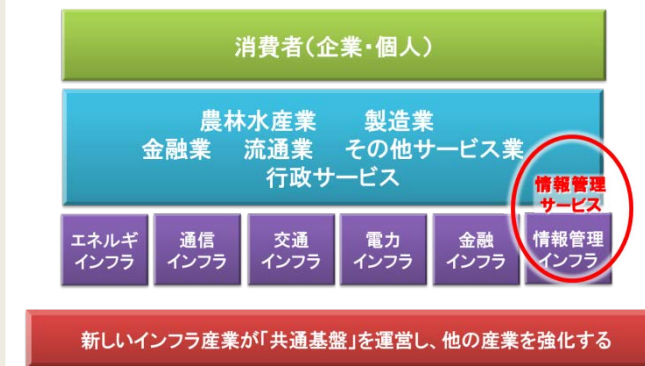 消費者(企業・個人)
農林水産業　　製造業
金融業　流通業　その他サービス業
行政サービス
情報管理
サービス
エネルギ
インフラ
通信
インフラ
交通
インフラ
電力
インフラ
金融
インフラ
情報管理
インフラ
新しいインフラ産業が「共通基盤」を運営し、他の産業を強化する